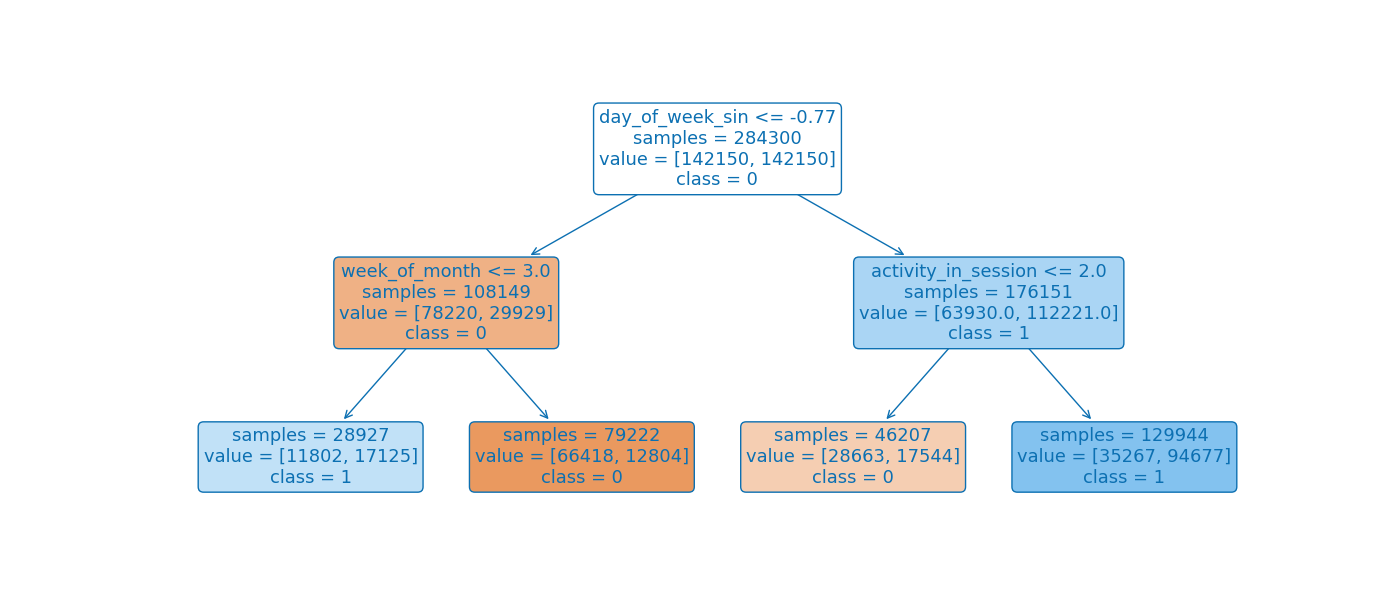 day_of_week_sin <= -0.77
samples = 284300
value = [142150, 142150]
class = 0
week_of_month <= 3.0
samples = 108149
value = [78220, 29929]
class = 0
activity_in_session <= 2.0
samples = 176151
value = [63930.0, 112221.0]
class = 1
samples = 28927
value = [11802, 17125]
class = 1
samples = 79222
value = [66418, 12804]
class = 0
samples = 46207
value = [28663, 17544]
class = 0
samples = 129944
value = [35267, 94677]
class = 1